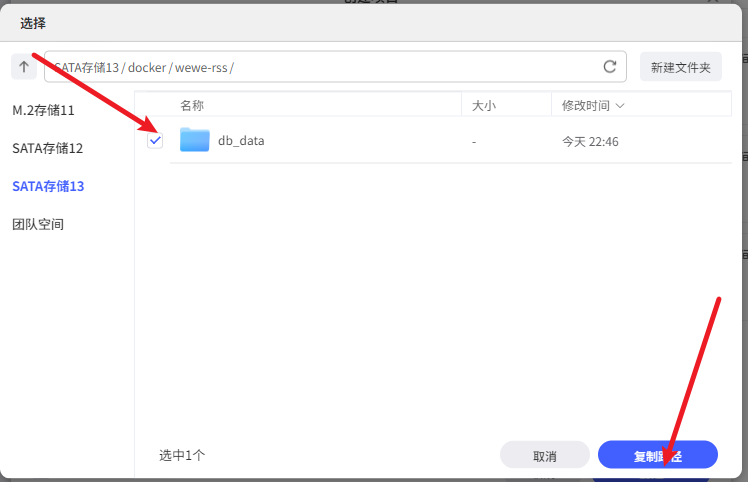 选择
SATA存储13 / docker / wewe-rss /
新建文件夹
M.2存储11
SATA存储12
SATA存储13
团队空间
名称
大小
修改时间
db_data
-
今天 22:46
选中1个
取消
复制路径